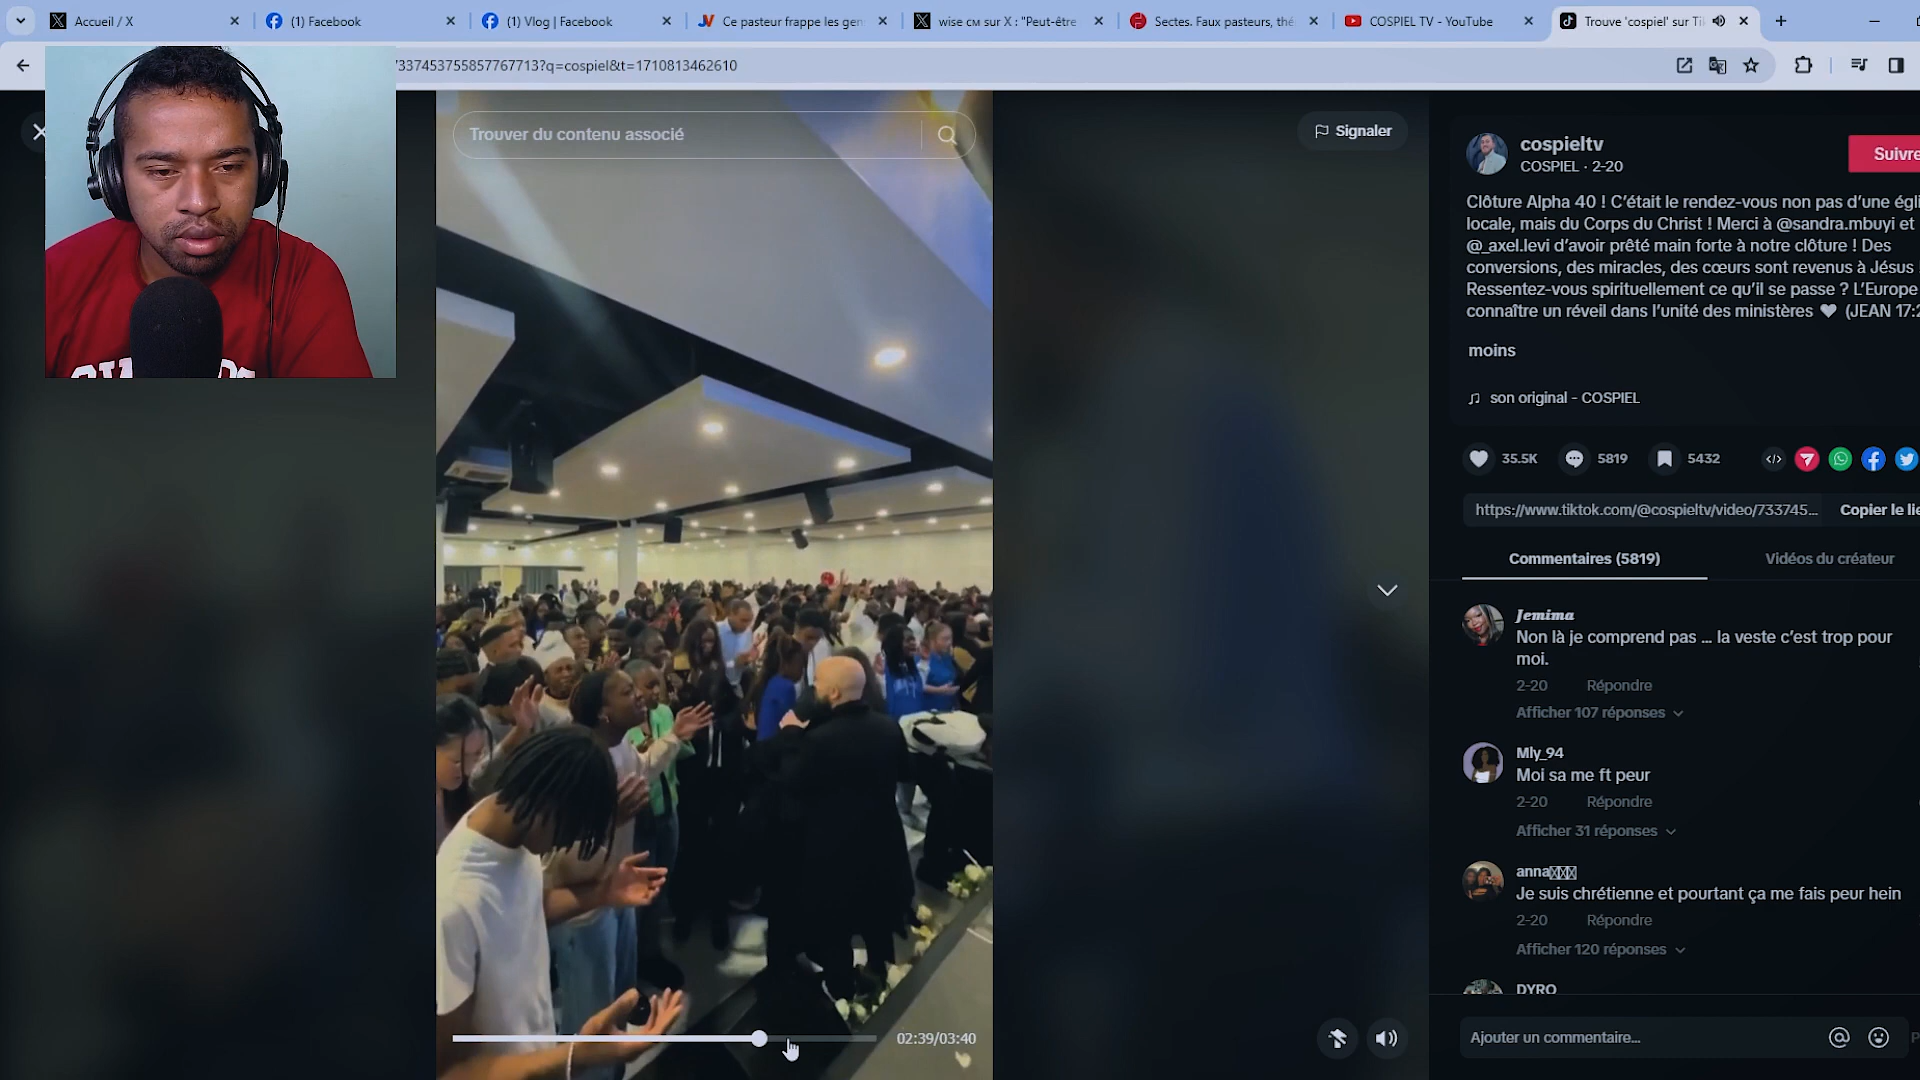 Accueil / X
(1) Facebook
(1) Vlog | Facebook
Ce pasteur frappe les gen
wise cм sur X : "Peut-être
Sectes. Faux pasteurs, thé
COSPIEL TV - YouTube
Trouve 'cospiel' sur Ti
7337453755857767713?q=cospiel&t=1710813462610
Trouver du contenu associé
Signaler
cospieltv
COSPIEL · 2-20
Suivre
Clôture Alpha 40 ! C'était le rendez-vous non pas d'une égli
locale, mais du Corps du Christ ! Merci à @sandra.mbuyi et
@_axel.levi d'avoir prêté main forte à notre clôture ! Des
conversions, des miracles, des cœurs sont revenus à Jésus !
Ressentez-vous spirituellement ce qu'il se passe ? L'Europe
connaître un réveil dans l'unité des ministères 🤍 (JEAN 17:2
moins
son original - COSPIEL
35.5K
5819
5432
https://www.tiktok.com/@cospieltv/video/733745...
Copier le lie
Commentaires (5819)
Vidéos du créateur
Jemima
Non là je comprend pas ... la veste c'est trop pour
moi.
2-20 Répondre
Afficher 107 réponses
Mly_94
Moi sa me ft peur
2-20 Répondre
Afficher 31 réponses
anna
Je suis chrétienne et pourtant ça me fais peur hein
2-20 Répondre
Afficher 120 réponses
DYRO
Ajouter un commentaire...
02:39/03:40